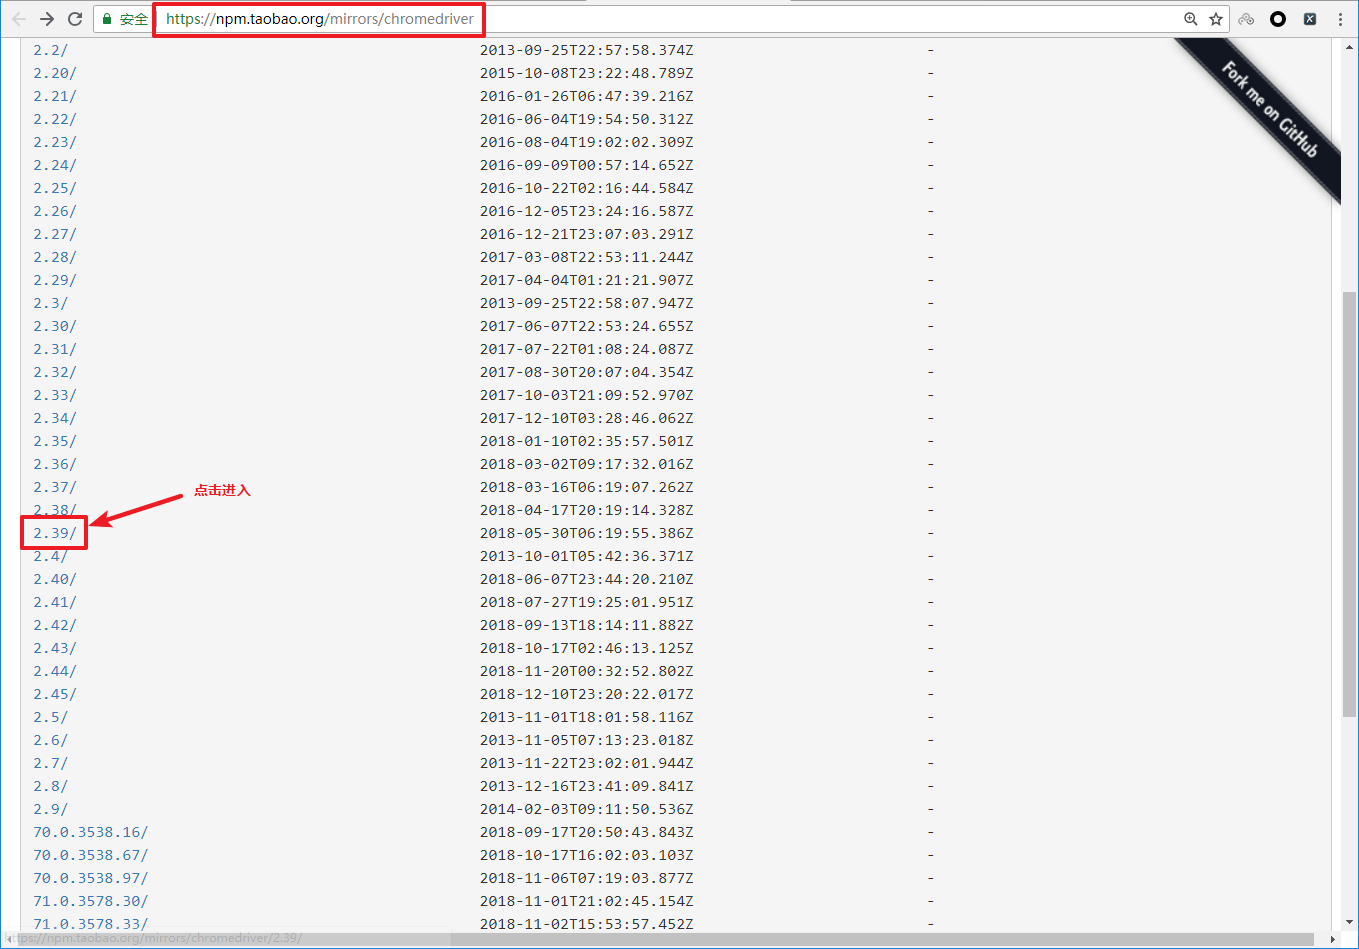 安全 https://npm.taobao.org/mirrors/chromedriver
2.2/ 2013-09-25T22:57:58.374Z -
2.20/ 2015-10-08T23:22:48.789Z -
2.21/ 2016-01-26T06:47:39.216Z -
2.22/ 2016-06-04T19:54:50.312Z -
2.23/ 2016-08-04T19:02:02.309Z -
2.24/ 2016-09-09T00:57:14.652Z -
2.25/ 2016-10-22T02:16:44.584Z -
2.26/ 2016-12-05T23:24:16.587Z -
2.27/ 2016-12-21T23:07:03.291Z -
2.28/ 2017-03-08T22:53:11.244Z -
2.29/ 2017-04-04T01:21:21.907Z -
2.3/ 2013-09-25T22:58:07.947Z -
2.30/ 2017-06-07T22:53:24.655Z -
2.31/ 2017-07-22T01:08:24.087Z -
2.32/ 2017-08-30T20:07:04.354Z -
2.33/ 2017-10-03T21:09:52.970Z -
2.34/ 2017-12-10T03:28:46.062Z -
2.35/ 2018-01-10T02:35:57.501Z -
2.36/ 2018-03-02T09:17:32.016Z -
2.37/ 2018-03-16T06:19:07.262Z -
点击进入
2.38/ 2018-04-17T20:19:14.328Z -
2.39/ 2018-05-30T06:19:55.386Z -
2.4/ 2013-10-01T05:42:36.371Z -
2.40/ 2018-06-07T23:44:20.210Z -
2.41/ 2018-07-27T19:25:01.951Z -
2.42/ 2018-09-13T18:14:11.882Z -
2.43/ 2018-10-17T02:46:13.125Z -
2.44/ 2018-11-20T00:32:52.802Z -
2.45/ 2018-12-10T23:20:22.017Z -
2.5/ 2013-11-01T18:01:58.116Z -
2.6/ 2013-11-05T07:13:23.018Z -
2.7/ 2013-11-22T23:02:01.944Z -
2.8/ 2013-12-16T23:41:09.841Z -
2.9/ 2014-02-03T09:11:50.536Z -
70.0.3538.16/ 2018-09-17T20:50:43.843Z -
70.0.3538.67/ 2018-10-17T16:02:03.103Z -
70.0.3538.97/ 2018-11-06T07:19:03.877Z -
71.0.3578.30/ 2018-11-01T21:02:45.154Z -
71.0.3578.33/ 2018-11-02T15:53:57.452Z -
https://npm.taobao.org/mirrors/chromedriver/2.39/
Fork me on GitHub